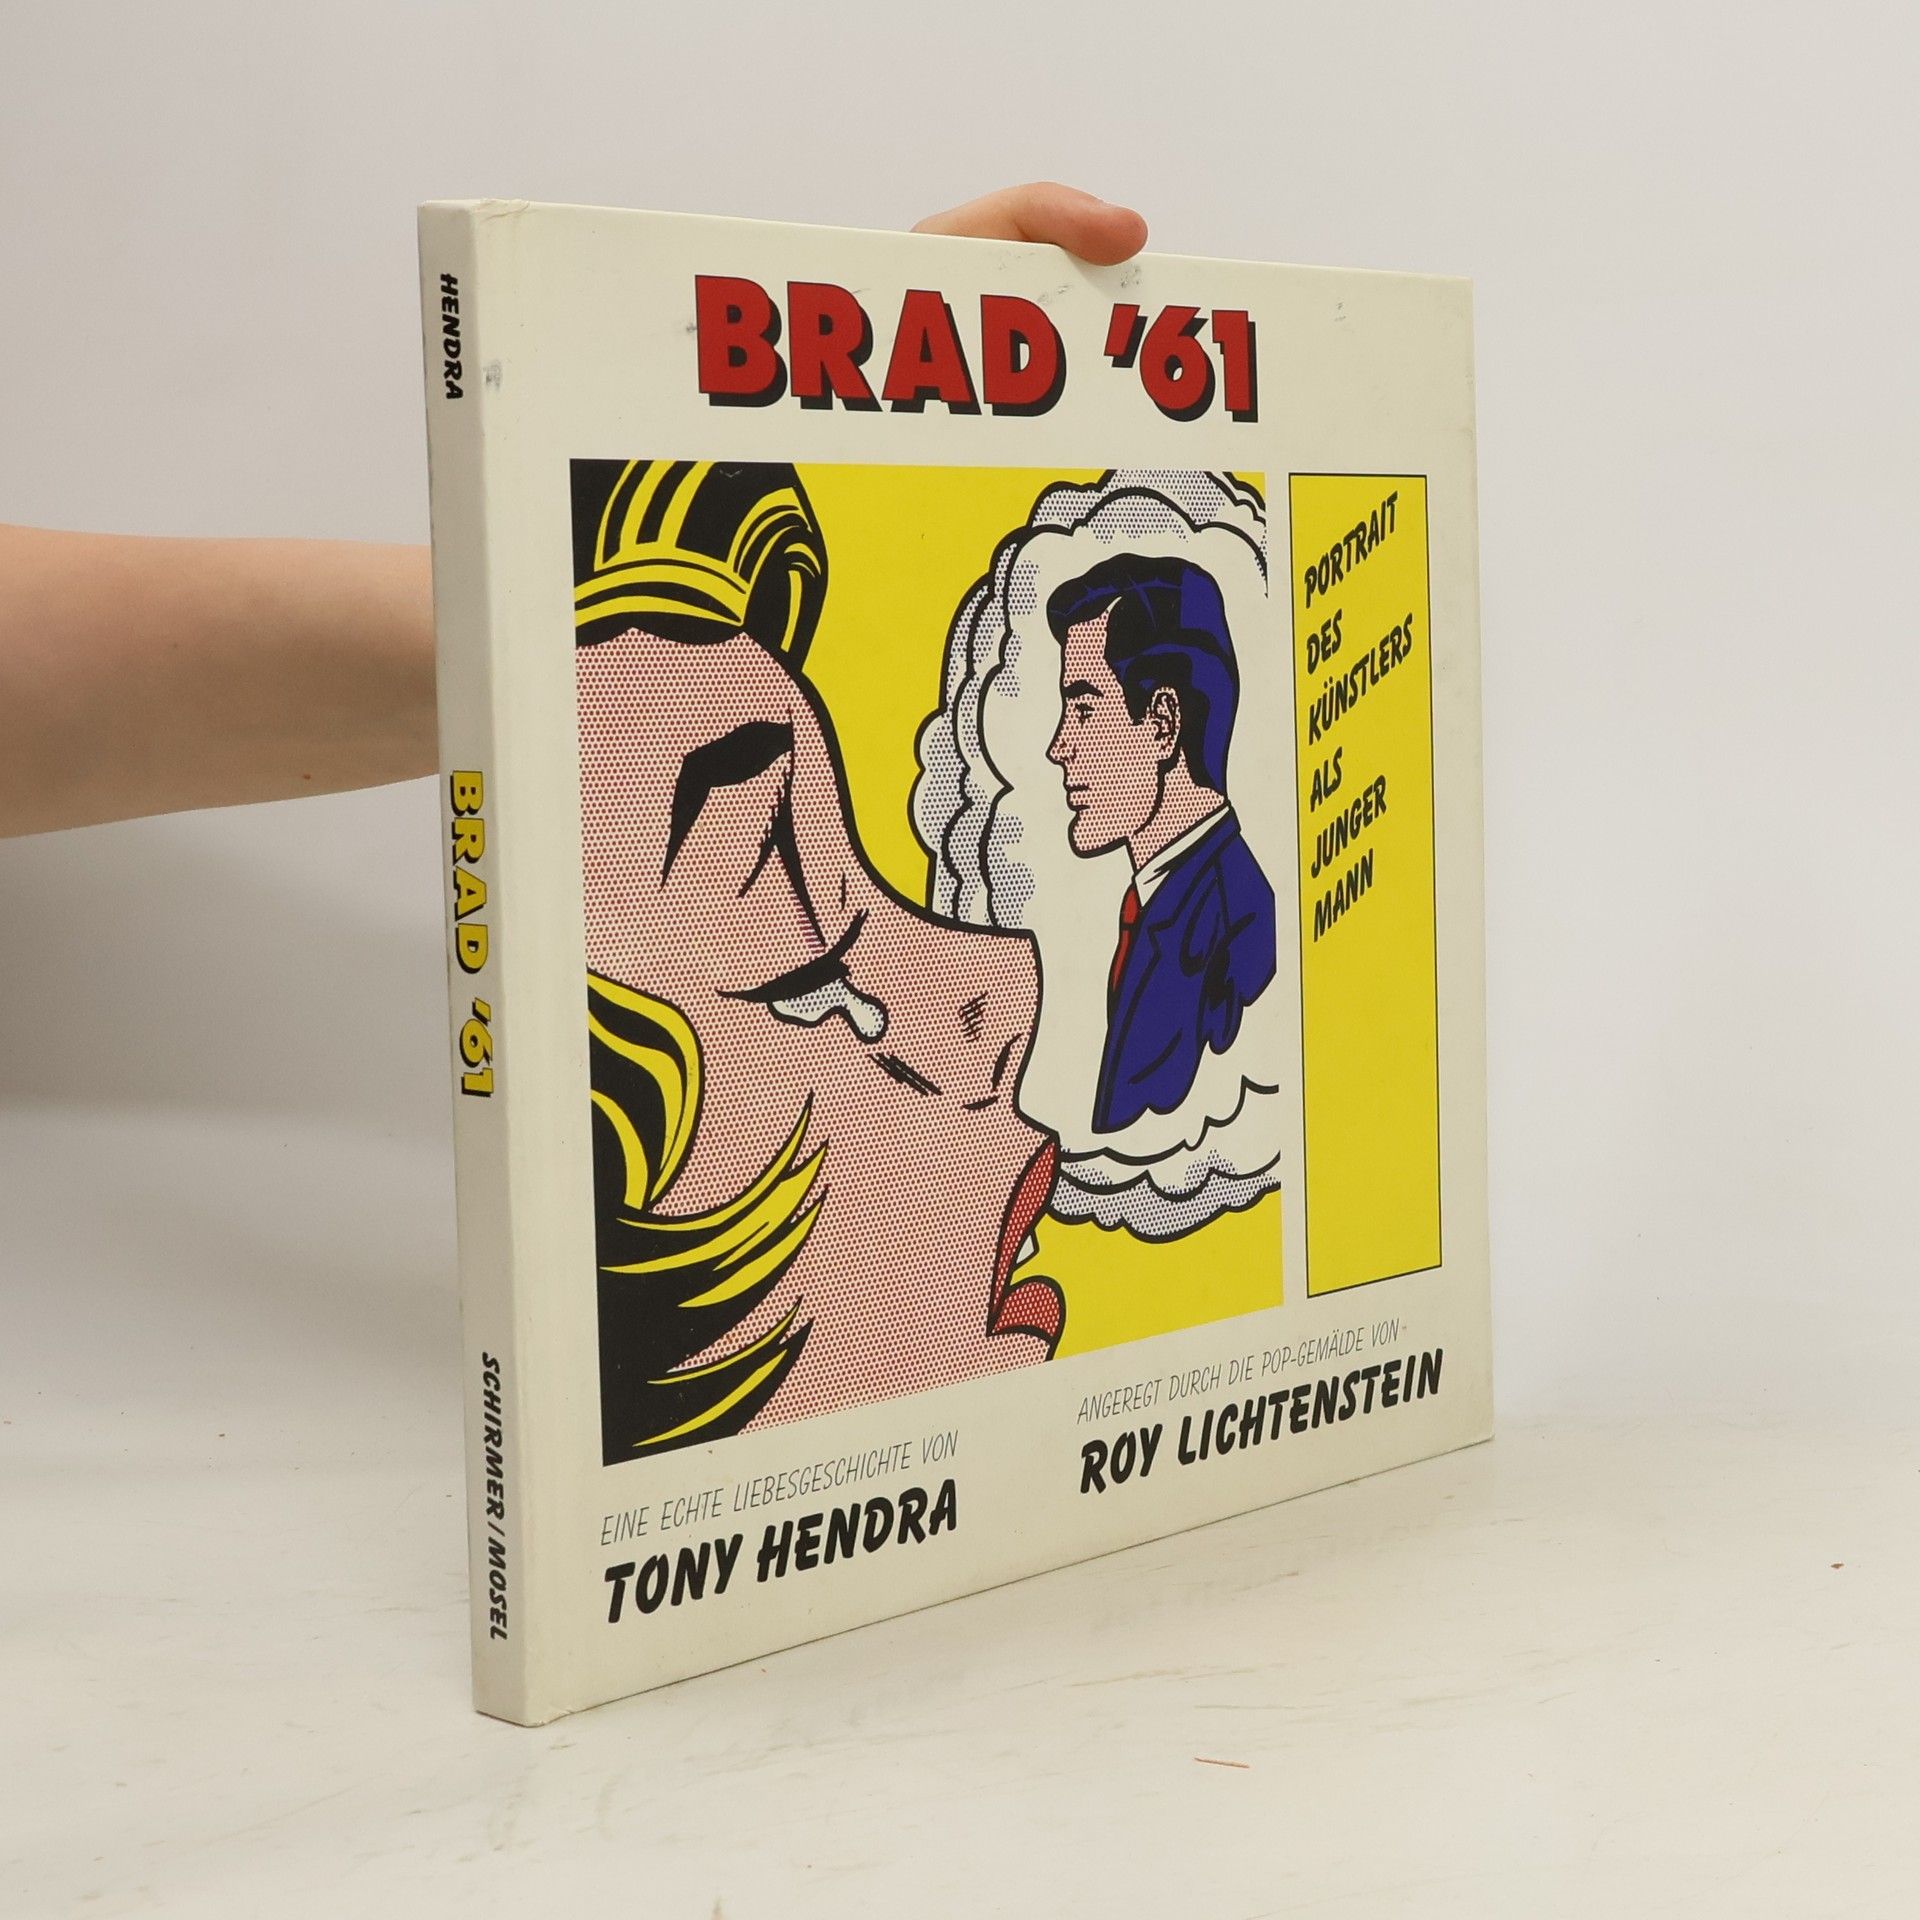 HENDRA
BRAD '61
SCHIRMER/MOSEL
BRAD '61
PORTRAIT
DES
KÜNSTLERS
ALS
JUNGER
MANN
EINE ECHTE LIEBESGESCHICHTE VON
TONY HENDRA
ANGEREGT DURCH DIE POP-GEMÄLDE VON
ROY LICHTENSTEIN